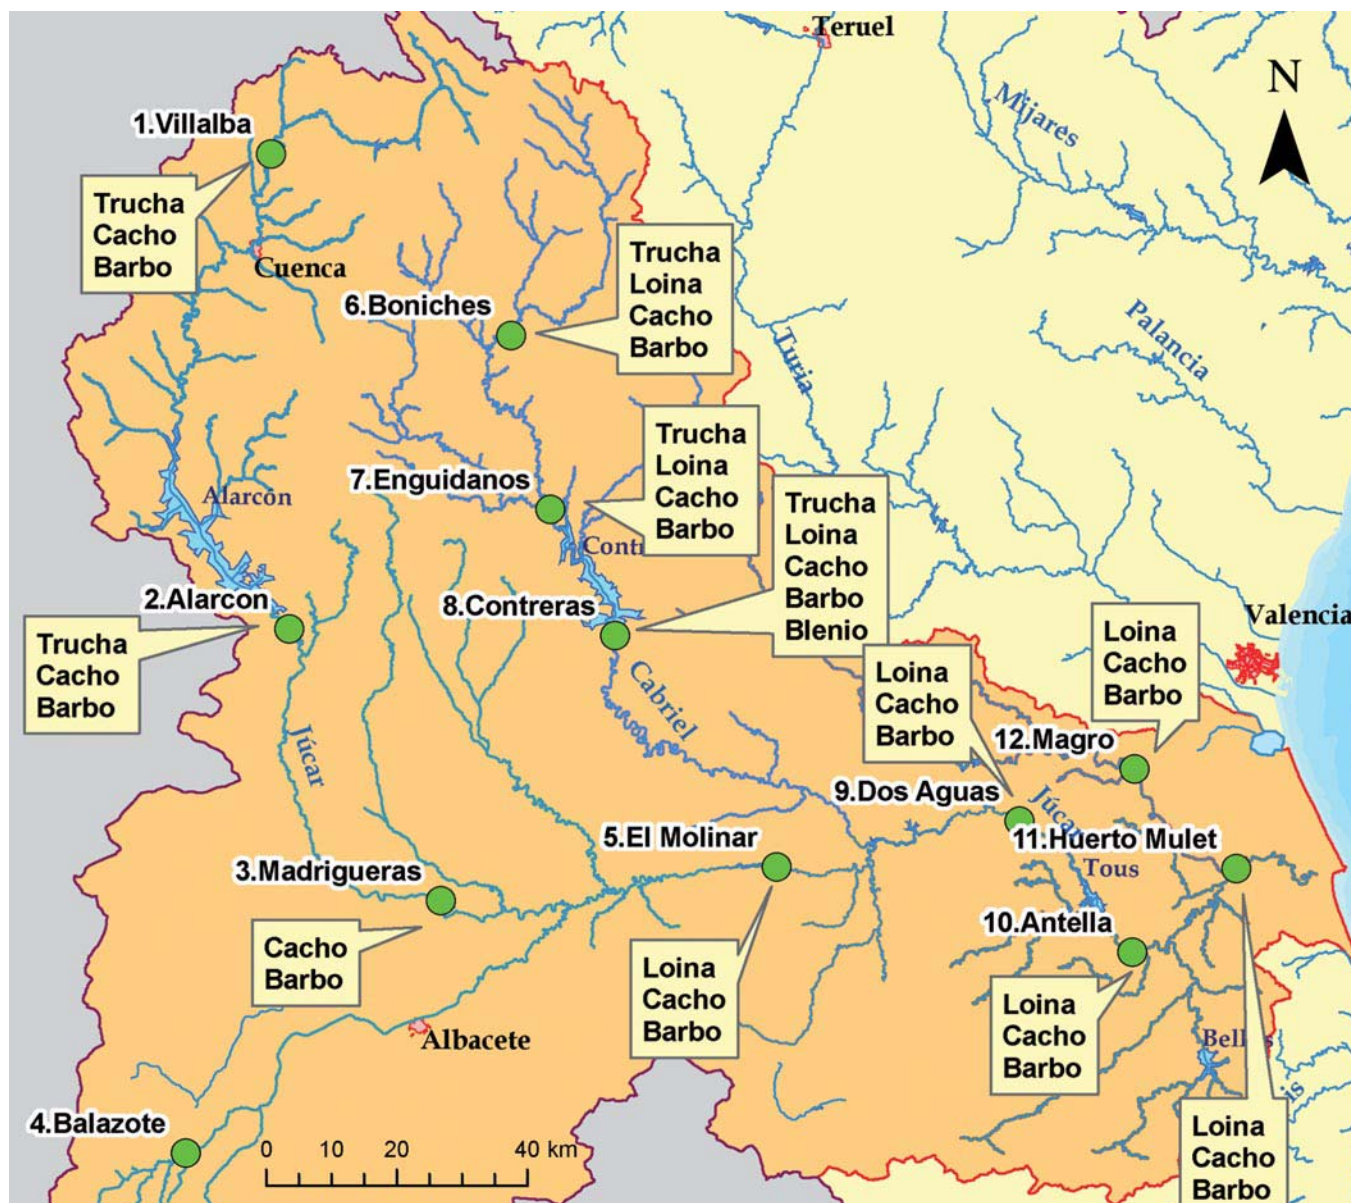 Teruel
N
Mijares
1.Villalba
Trucha
Cacho
Barbo
Cuenca
Trucha
Loina
Cacho
Barbo
6.Boniches
Palancia
Turia
Trucha
Loina
Cacho
Barbo
7.Enguidanos
Alarcón
Trucha
Loina
Cacho
Barbo
Blenio
2.Alarcon
8.Contreras
Valencia
Trucha
Cacho
Barbo
Loina
Cacho
Barbo
Loina
Cacho
Barbo
Cabriel
Júcar
12.Magro
9.Dos Aguas
Júcar
5.El Molinar
11.Huerto Mulet
Tous
3.Madrigueras
10.Antella
Cacho
Barbo
Loina
Cacho
Barbo
Loina
Cacho
Barbo
Albacete
4.Balazote
0 10 20 40 km
Loina
Cacho
Barbo